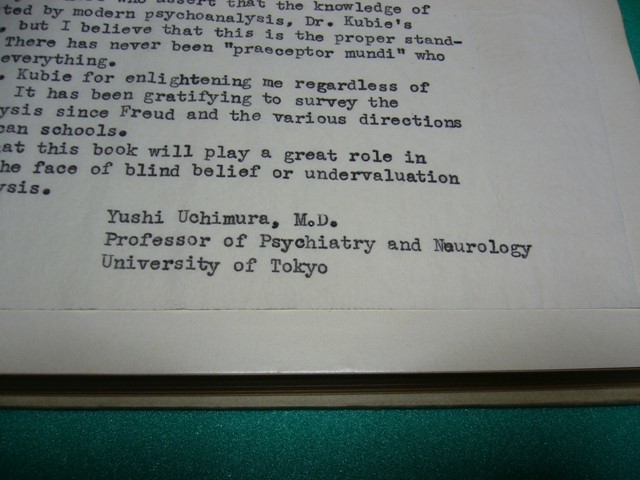 who assert that the knowledge of
ted by modern psychoanalysis, Dr. Kubie's
, but I believe that this is the proper stand-
There has never been "praeceptor mundi" who
everything.
. Kubie for enlightening me regardless of
It has been gratifying to survey the
ysis since Freud and the various directions
can schools.
at this book will play a great role in
he face of blind belief or undervaluation
ysis.
Yushi Uchimura, M.D.
Professor of Psychiatry and Neurology
University of Tokyo